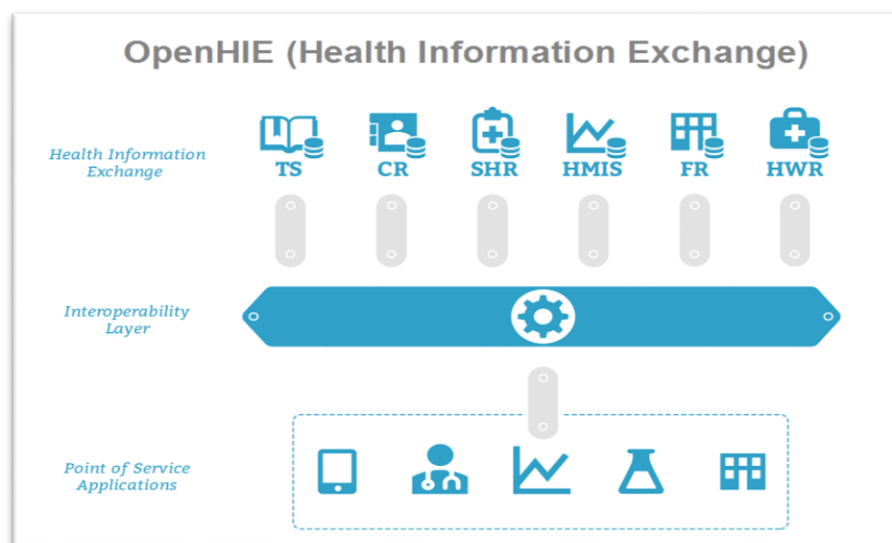 OpenHIE (Health Information Exchange)
Health Information
Exchange
TS
CR
SHR
HMIS
FR
HWR
Interoperability
Layer
Point of Service
Applications